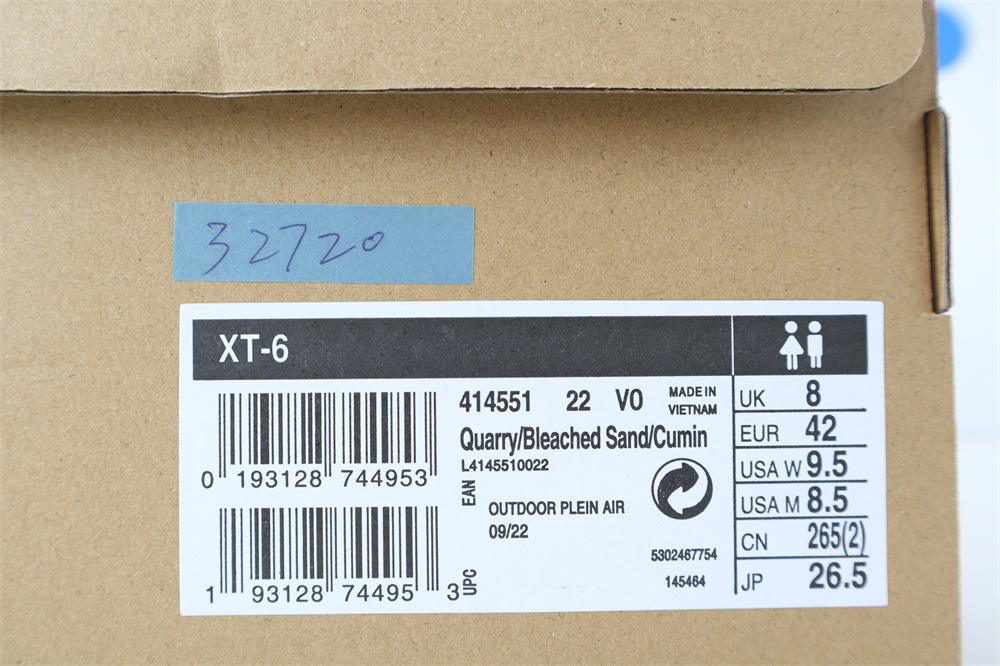 32720
XT-6
414551 22 VO MADE IN VIETNAM
Quarry/Bleached Sand/Cumin
L4145510022
0 193128 744953
EAN
OUTDOOR PLEIN AIR
09/22
5302467754
145464
1 93128 74495 3
UPC
UK 8
EUR 42
USA W 9.5
USA M 8.5
CN 265(2)
JP 26.5